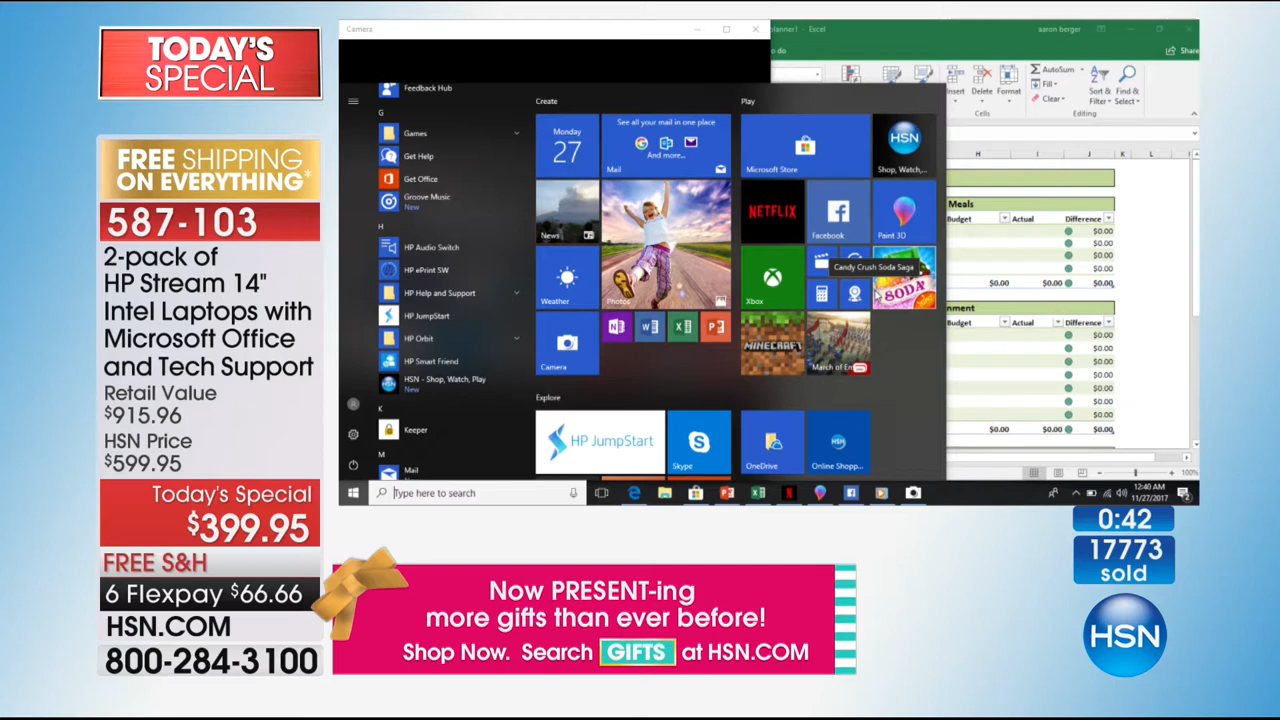 TODAY'S
SPECIAL
FREE SHIPPING
ON EVERYTHING*
587-103
2-pack of
HP Stream 14"
Intel Laptops with
Microsoft Office
and Tech Support
Retail Value
$915.96
HSN Price
$599.95
Today's Special
$399.95
FREE S&H
6 Flexpay $66.66
HSN.COM
800-284-3100
Camera
Excel
aaron berger
Share
to do
Insert
Delete
Format
Cells
AutoSum
Fill
Clear
Sort &
Filter
Find &
Select
Editing
H I J K L
Meals
Budget Actual Difference
$0.00
$0.00
$0.00
$0.00
$0.00 $0.00 $0.00
Budget Actual Difference
$0.00
$0.00
$0.00
$0.00
$0.00
$0.00
$0.00
$0.00 $0.00 $0.00
100%
Feedback Hub
G
Games
Get Help
Get Office
Groove Music
New
H
HP Audio Switch
HP ePrint SW
HP Help and Support
HP JumpStart
HP Orbit
HP Smart Friend
HSN - Shop, Watch, Play
New
K
Keeper
M
Mail
Create
Monday
27
See all your mail in one place
And more...
Mail
News
Photos
Weather
Camera
Play
Microsoft Store
HSN
Shop, Watch,...
NETFLIX
Facebook
Paint 3D
Xbox
Candy Crush Soda Saga
SODA
MINECRAFT
March of Em
Explore
HP JumpStart
Skype
OneDrive
HSN
Online Shopp...
Type here to search
12:40 AM
11/27/2017
2
0:42
17773
sold
HSN
Now PRESENT-ing
more gifts than ever before!
Shop Now. Search GIFTS at HSN.COM